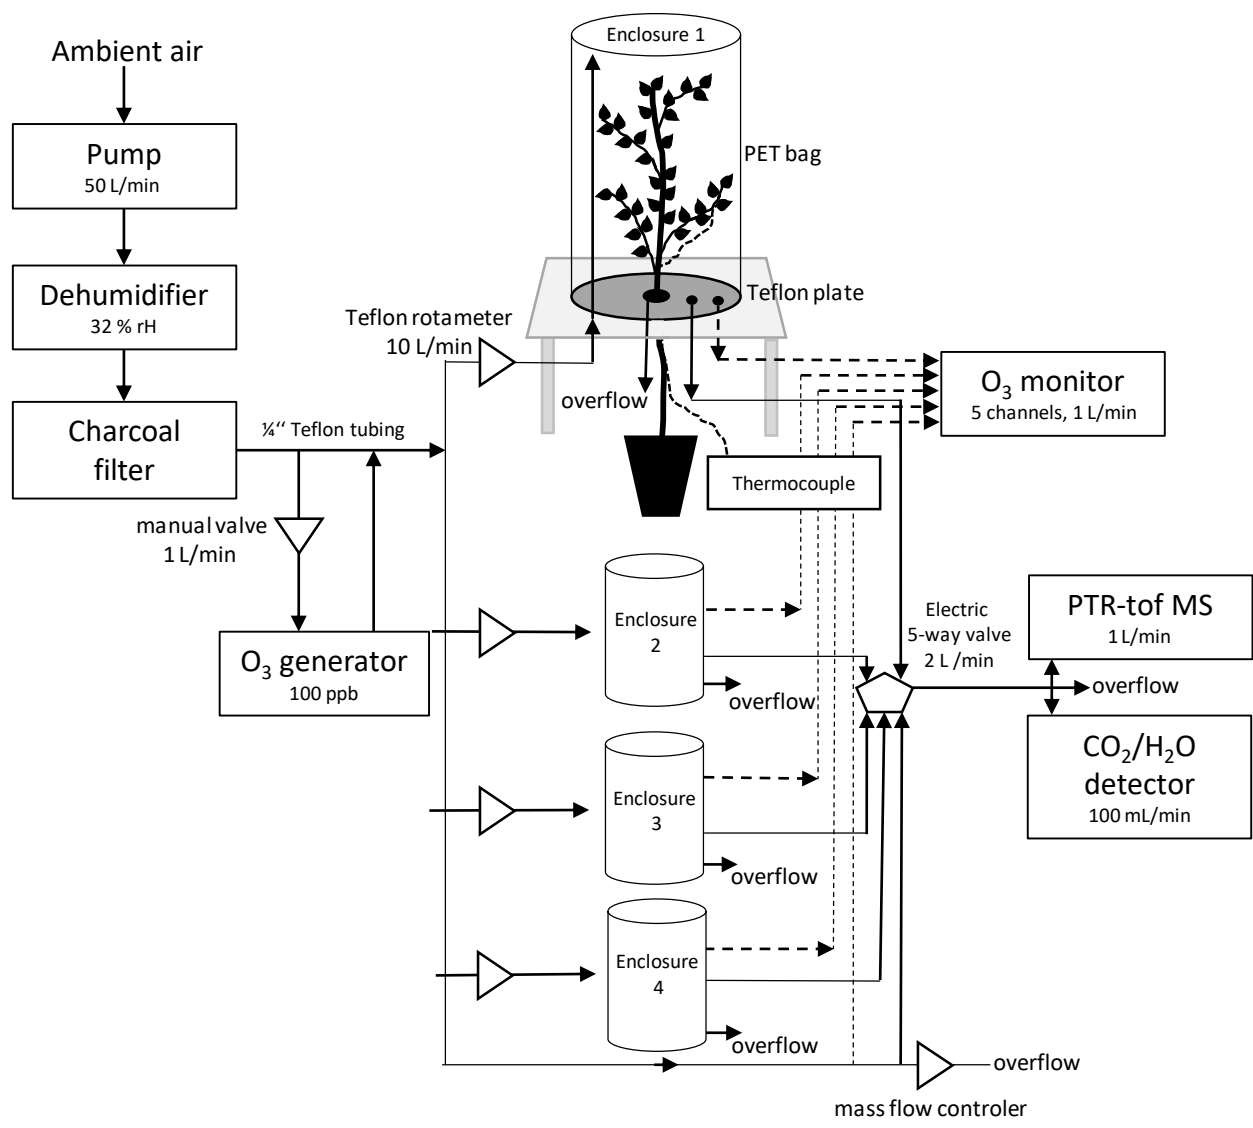 Ambient air
Pump
50 L/min
Dehumidifier
32 % rH
Charcoal
filter
¼“ Teflon tubing
manual valve
1 L/min
O₃ generator
100 ppb
Teflon rotameter
10 L/min
Enclosure 1
PET bag
Teflon plate
overflow
Thermocouple
O₃ monitor
5 channels, 1 L/min
Enclosure
2
overflow
Enclosure
3
overflow
Enclosure
4
overflow
Electric
5-way valve
2 L /min
PTR-tof MS
1 L/min
overflow
CO₂/H₂O
detector
100 mL/min
overflow
mass flow controler